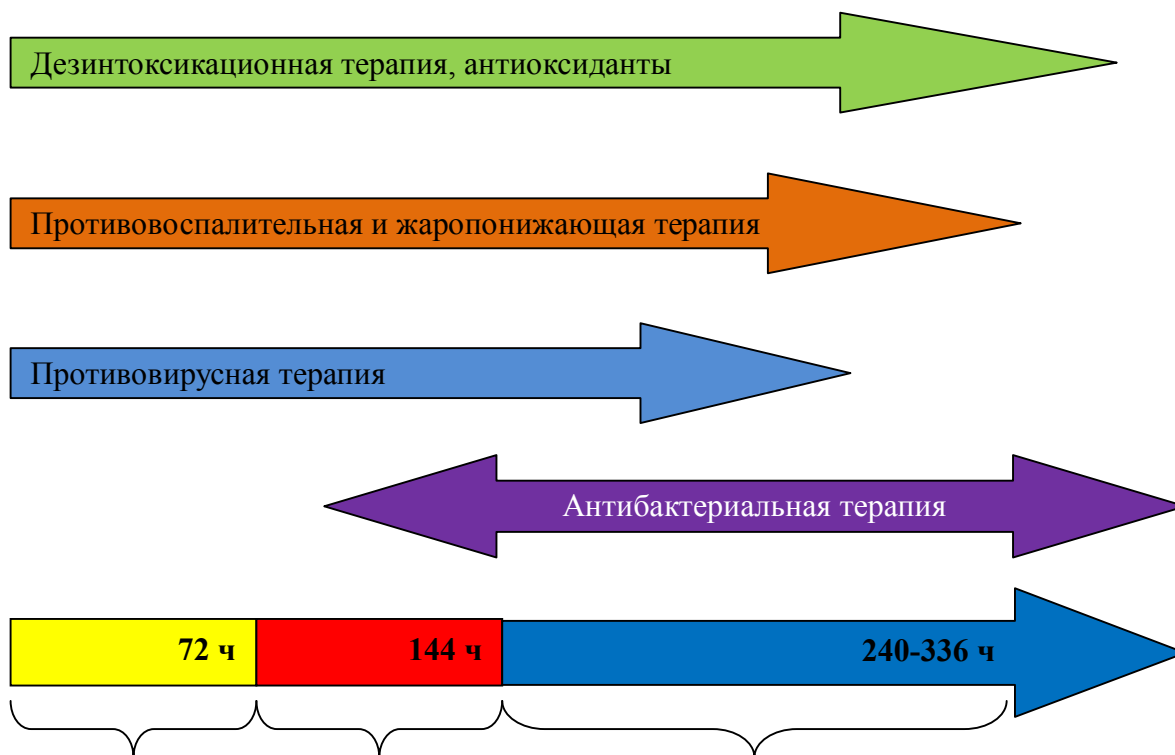 Дезинтоксикационная терапия, антиоксиданты
Противовоспалительная и жаропонижающая терапия
Противовирусная терапия
Антибактериальная терапия
72 ч
144 ч
240-336 ч